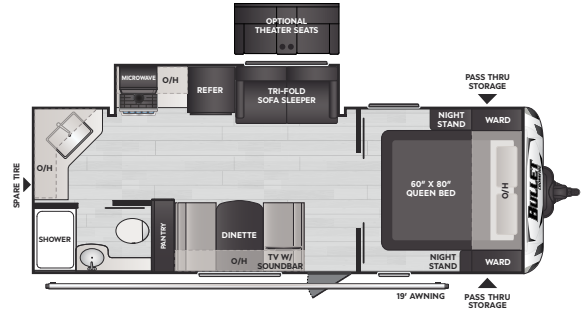 OPTIONAL
THEATER SEATS
MICROWAVE
O/H
REFER
TRI-FOLD
SOFA SLEEPER
PASS THRU
STORAGE
NIGHT
STAND
WARD
O/H
SPARE TIRE
60" X 80"
QUEEN BED
O/H
BULLET
SHOWER
PANTRY
DINETTE
O/H
TV W/
SOUNDBAR
NIGHT
STAND
WARD
19' AWNING
PASS THRU
STORAGE